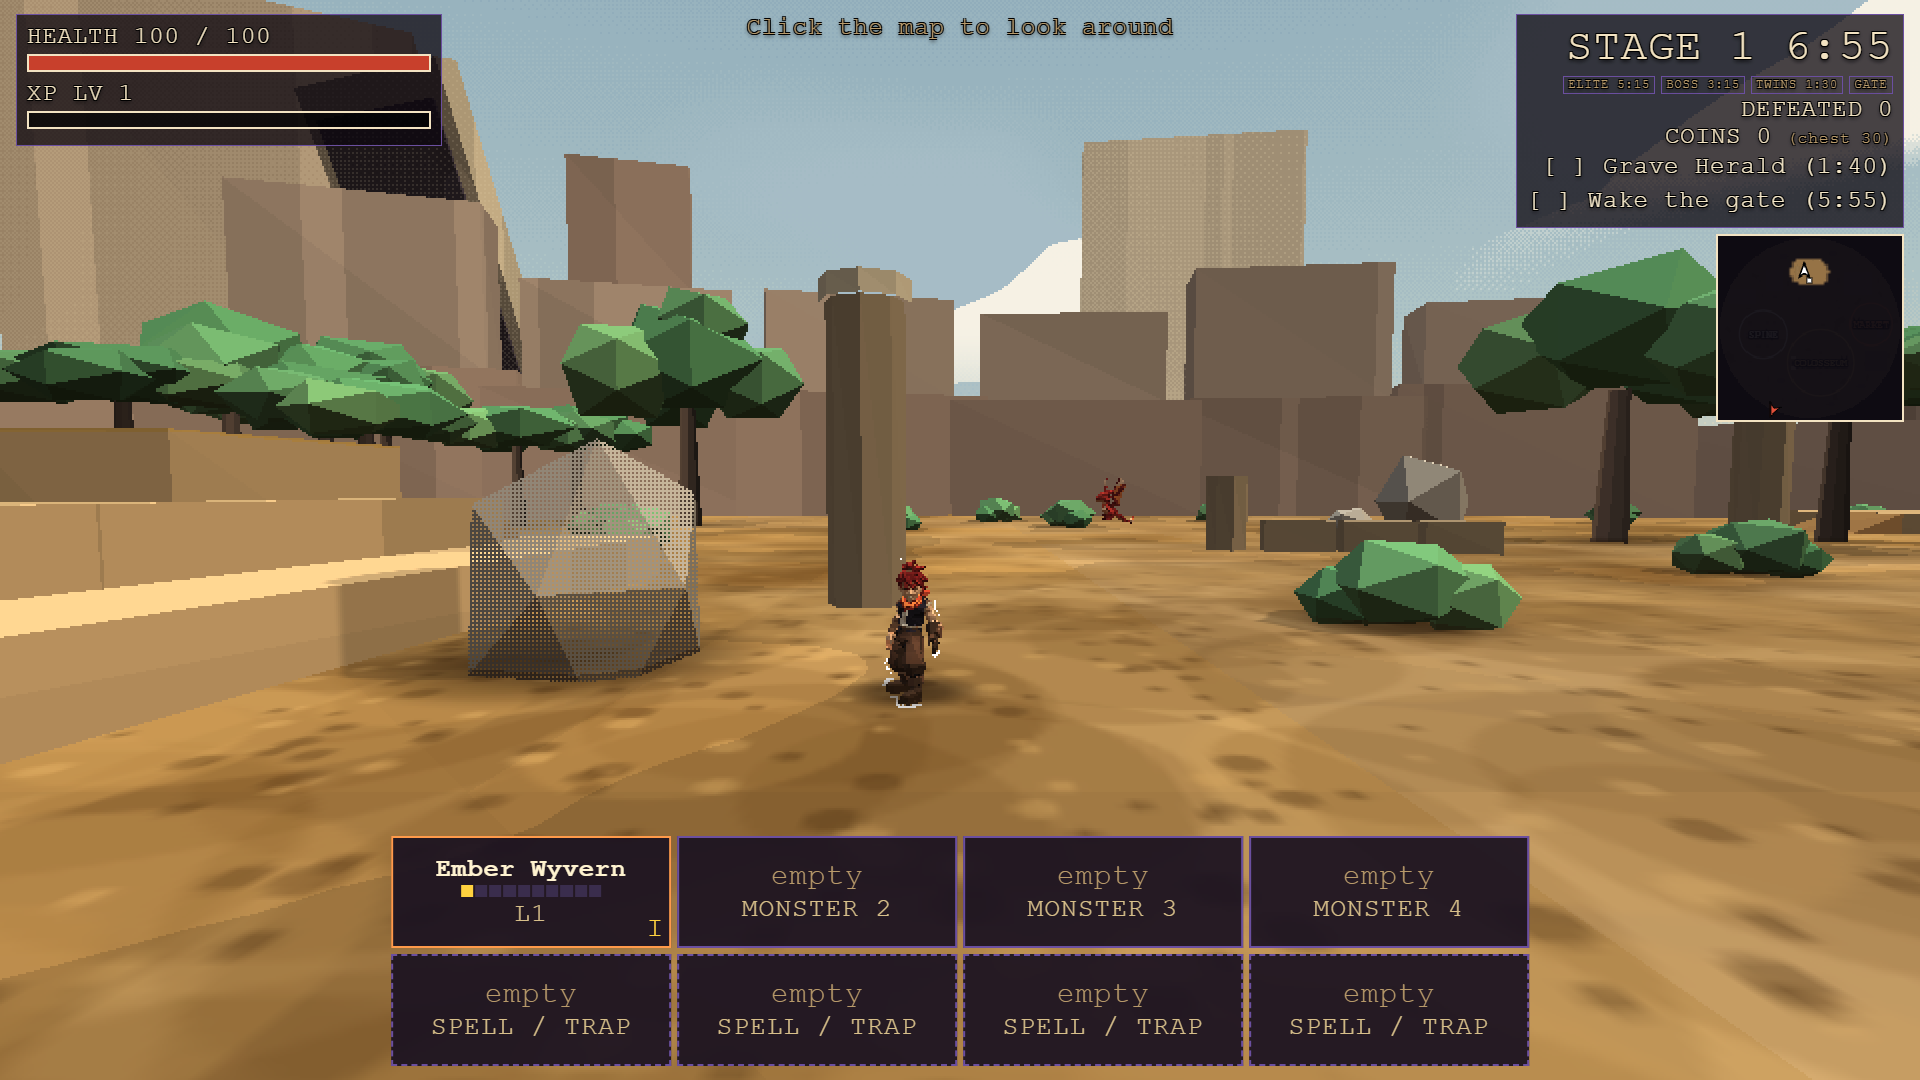 HEALTH 100 / 100
XP LV 1
Click the map to look around
STAGE 1 6:55
ELITE 5:15 BOSS 3:15 TWINS 1:30 GATE
DEFEATED 0
COINS 0 (chest 30)
[ ] Grave Herald (1:40)
[ ] Wake the gate (5:55)
Ember Wyvern
L1
I
empty
MONSTER 2
empty
MONSTER 3
empty
MONSTER 4
empty
SPELL / TRAP
empty
SPELL / TRAP
empty
SPELL / TRAP
empty
SPELL / TRAP